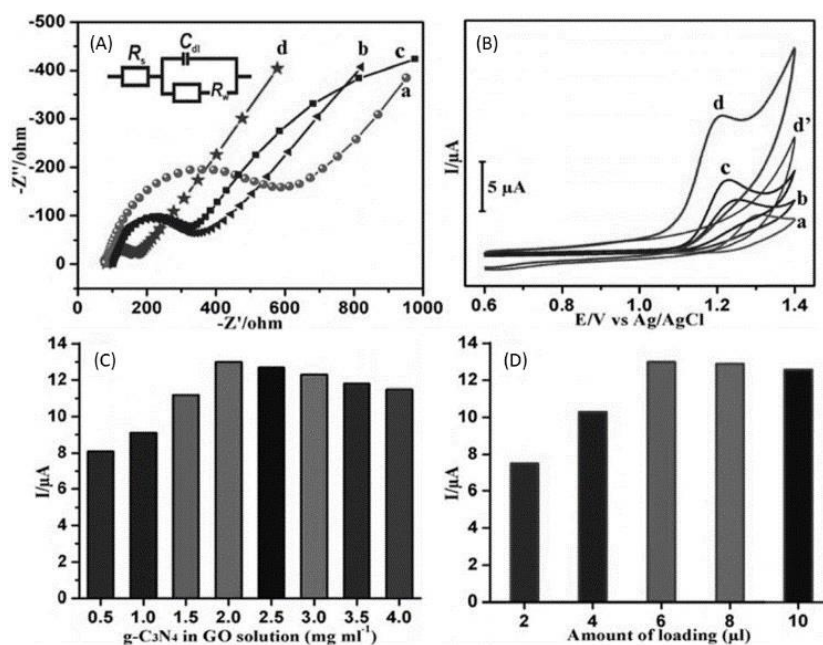 (A)
Rs
Cdl
Rw
d
b
c
a
-500
-400
-300
-200
-100
0
-Z''/ohm
0 200 400 600 800 1000
-Z'/ohm
(B)
d
d'
c
b
a
5 µA
I/µA
0.6 0.8 1.0 1.2 1.4
E/V vs Ag/AgCl
(C)
14
12
10
8
6
4
2
0
I/µA
0.5 1.0 1.5 2.0 2.5 3.0 3.5 4.0
g-C3N4 in GO solution (mg ml-1)
(D)
14
12
10
8
6
4
2
0
I/µA
2 4 6 8 10
Amount of loading (µl)